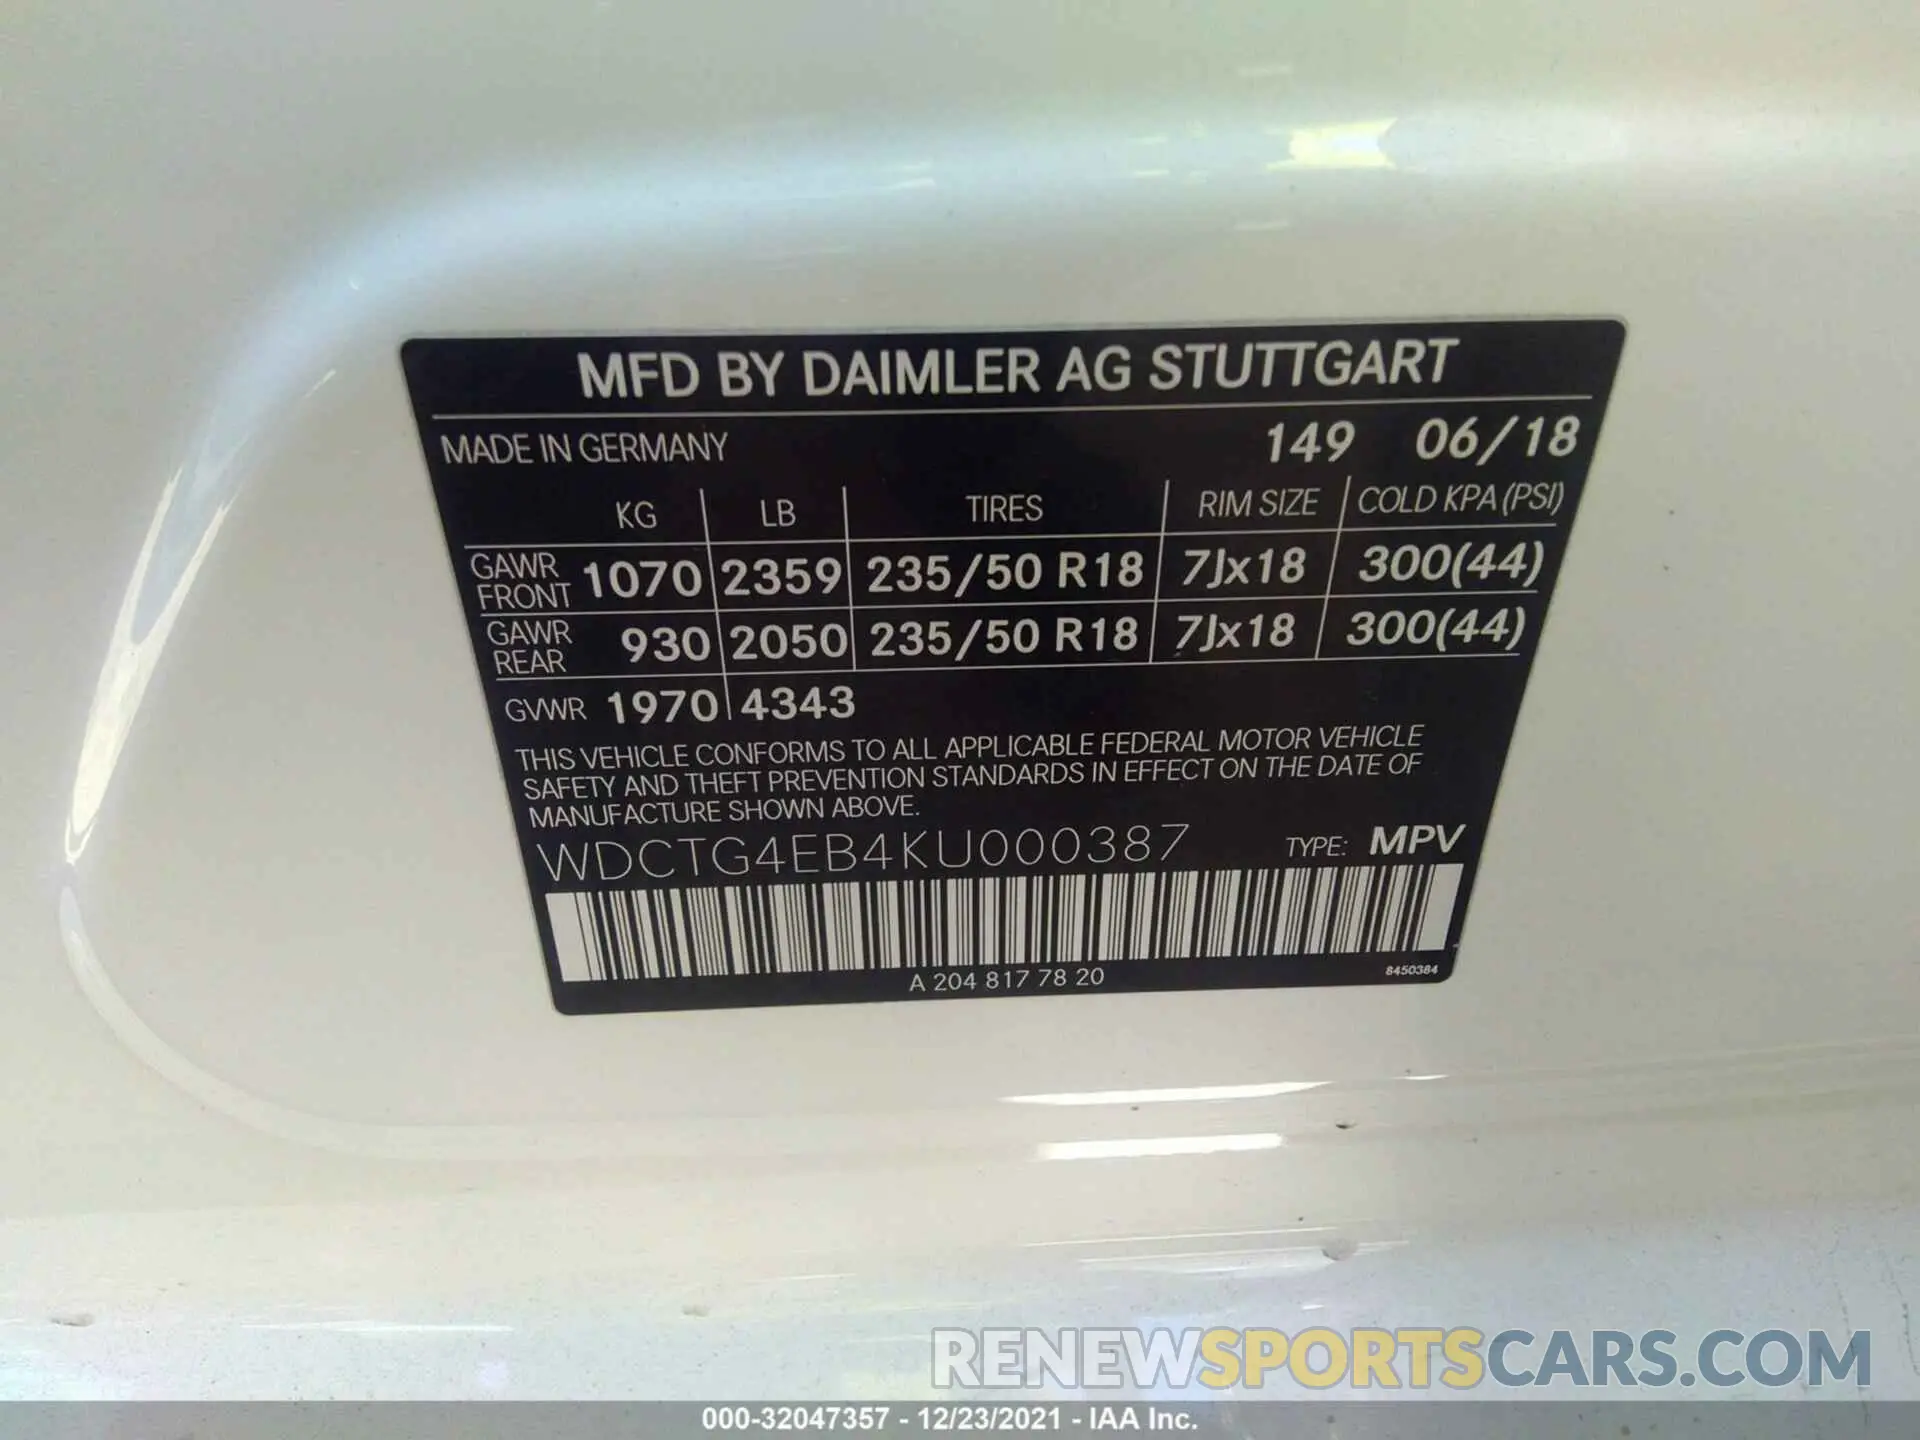 MFD BY DAIMLER AG STUTTGART
MADE IN GERMANY 149 06/18
KG LB TIRES RIM SIZE COLD KPA (PSI)
GAWR FRONT 1070 2359 235/50 R18 7Jx18 300(44)
GAWR REAR 930 2050 235/50 R18 7Jx18 300(44)
GVWR 1970 4343
THIS VEHICLE CONFORMS TO ALL APPLICABLE FEDERAL MOTOR VEHICLE
SAFETY AND THEFT PREVENTION STANDARDS IN EFFECT ON THE DATE OF
MANUFACTURE SHOWN ABOVE.
WDCTG4EB4KU000387 TYPE: MPV
A 204 817 78 20 8450384
RENEWSPORTSCARS.COM
000-32047357 - 12/23/2021 - IAA Inc.